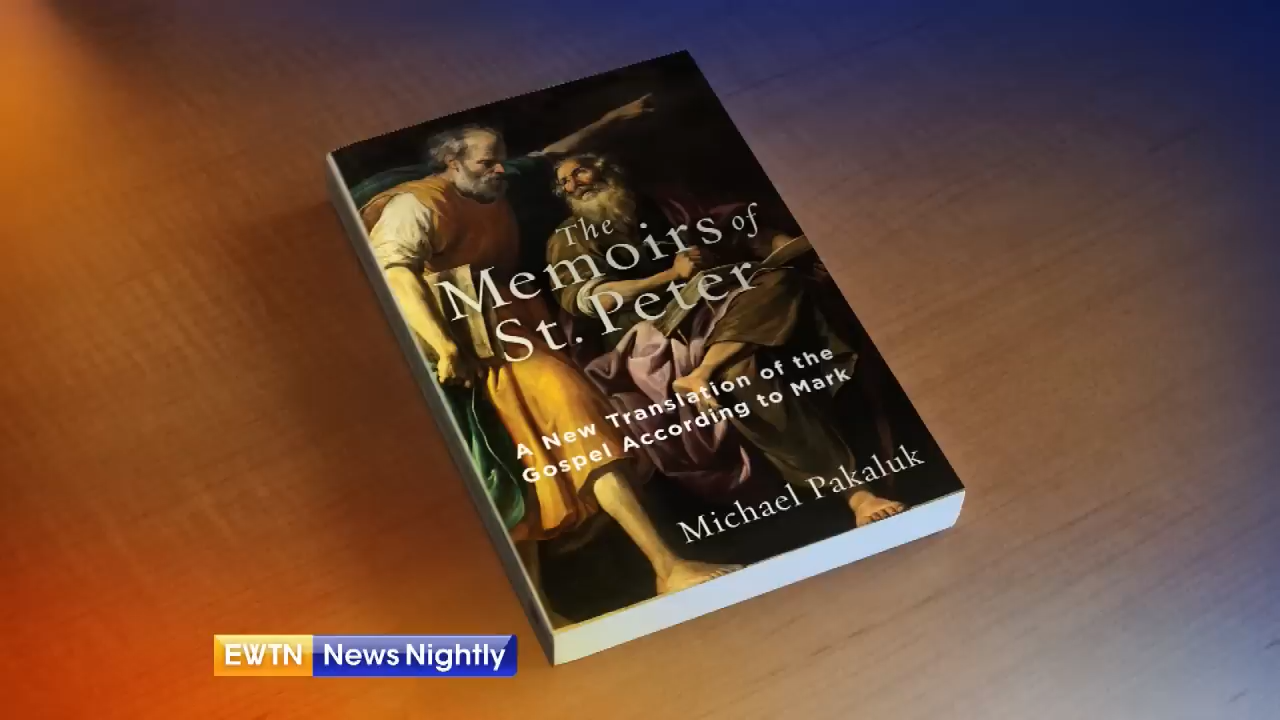 The
Memoirs of
St. Peter
A New Translation of the
Gospel According to Mark
Michael Pakaluk
EWTN News Nightly